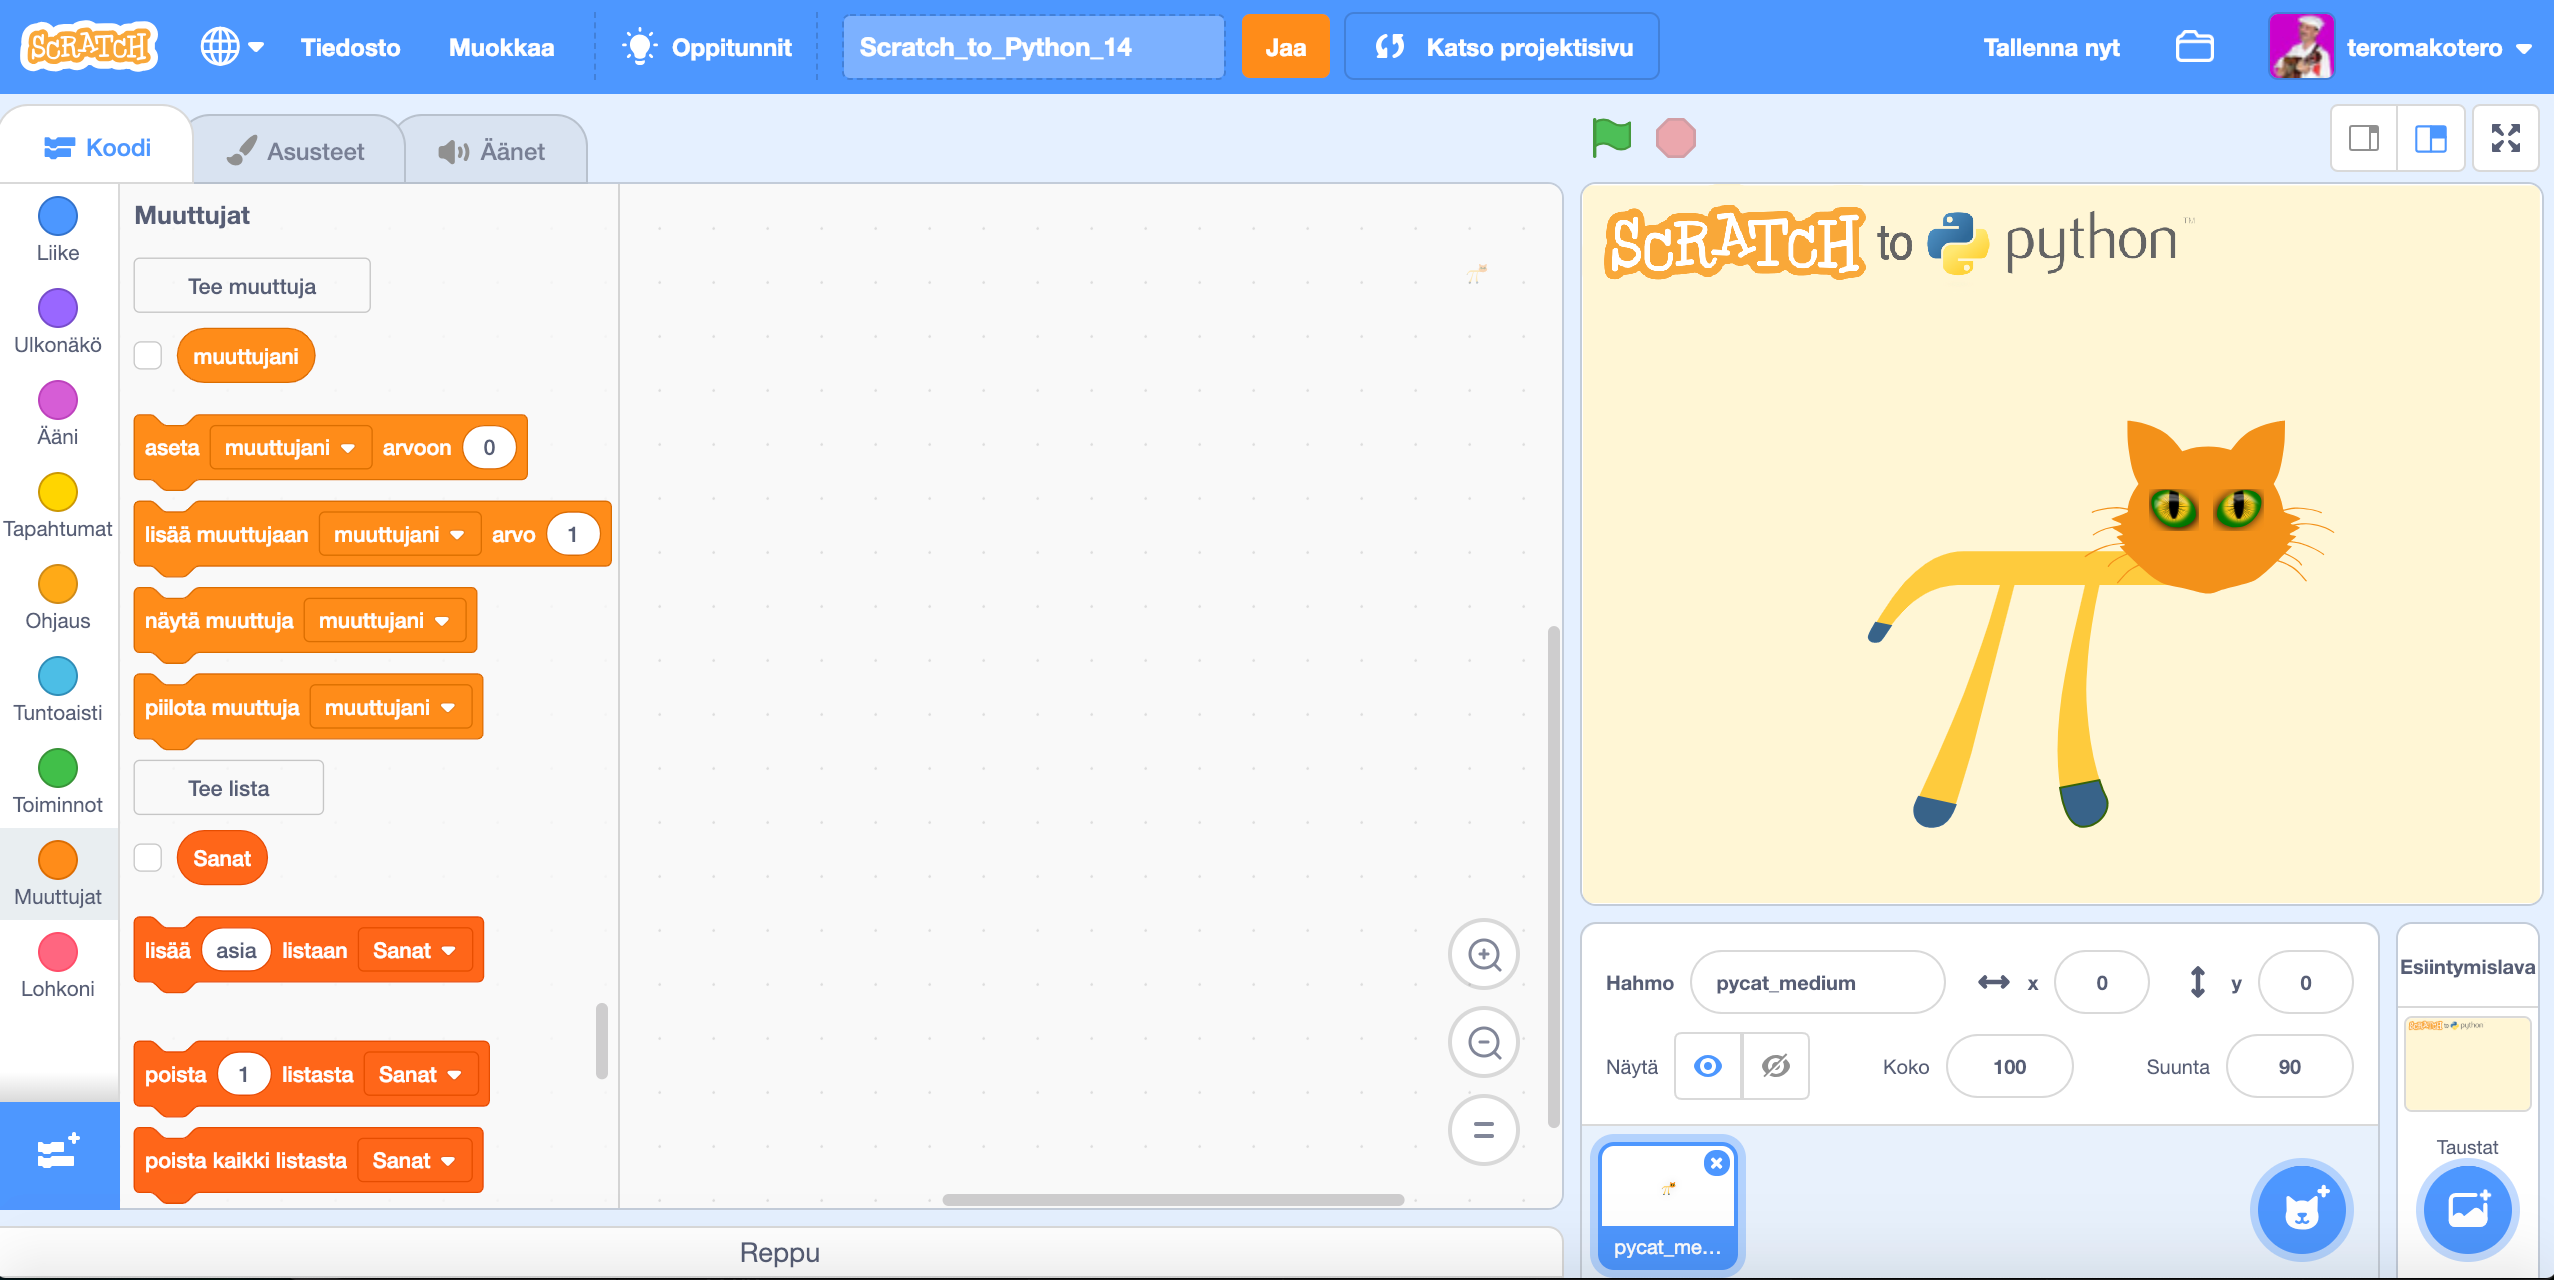 SCRATCH
Tiedosto
Muokkaa
Oppitunnit
Scratch_to_Python_14
Jaa
Katso projektisivu
Tallenna nyt
teromakotero
Koodi
Asusteet
Äänet
Liike
Ulkonäkö
Ääni
Tapahtumat
Ohjaus
Tuntoaisti
Toiminnot
Muuttujat
Lohkoni
Muuttujat
Tee muuttuja
muuttujani
aseta muuttujani arvoon 0
lisää muuttujaan muuttujani arvo 1
näytä muuttuja muuttujani
piilota muuttuja muuttujani
Tee lista
Sanat
lisää asia listaan Sanat
poista 1 listasta Sanat
poista kaikki listasta Sanat
Reppu
SCRATCH to python™
Hahmo pycat_medium x 0 y 0
Näytä Koko 100 Suunta 90
pycat_me...
Esiintymislava
SCRATCH to python
Taustat